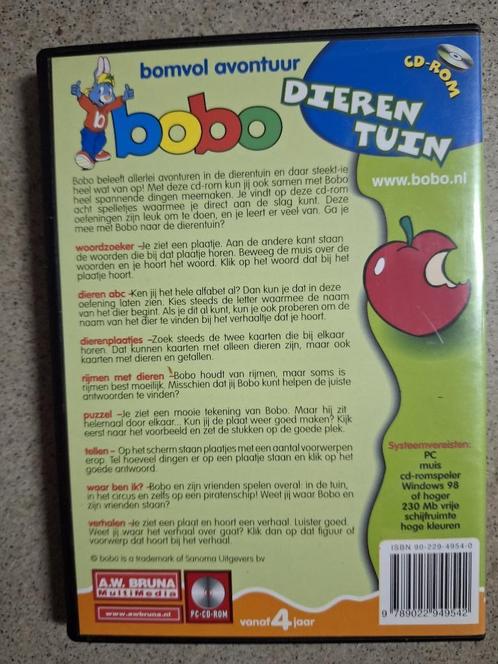 bomvol avontuur
bobo
CD-ROM
DIEREN
TUIN
www.bobo.nl
Bobo beleeft allerlei avonturen in de dierentuin en daar steekt-ie
heel wat van op! Met deze cd-rom kun jij ook samen met Bobo
heel spannende dingen meemaken. Je vindt op deze cd-rom
acht spelletjes waarmee je direct aan de slag kunt. Deze
oefeningen zijn leuk om te doen, en je leert er veel van. Ga je
mee met Bobo naar de dierentuin?
woordzoeker –Je ziet een plaatje. Aan de andere kant staan
de woorden die bij dat plaatje horen. Beweeg de muis over de
woorden en je hoort het woord. Klik op het woord dat bij het
plaatje hoort.
dieren abc –Ken jij het hele alfabet al? Dan kun je dat in deze
oefening laten zien. Kies steeds de letter waarmee de naam
van het dier begint. Als je dit al kunt, kun je ook proberen om de
naam van het dier te vinden bij het verhaaltje dat je hoort.
dierenplaatjes –Zoek steeds de twee kaarten die bij elkaar
horen. Dat kunnen kaarten met alleen dieren zijn, maar ook
kaarten met dieren en getallen.
rijmen met dieren –Bobo houdt van rijmen, maar soms is
rijmen best moeilijk. Misschien dat jij Bobo kunt helpen de juiste
antwoorden te vinden?
puzzel –Je ziet een mooie tekening van Bobo. Maar hij zit
helemaal door elkaar... Kun jij de plaat weer goed maken? Kijk
eerst naar het voorbeeld en zet de stukken op de goede plek.
tellen – Op het scherm staan plaatjes met een aantal voorwerpen
erop. Tel hoeveel dingen er op een plaatje staan en klik op het
goede antwoord.
waar ben ik? –Bobo en zijn vrienden spelen overal: in de tuin,
in het circus en zelfs op een piratenschip! Weet jij waar Bobo en
zijn vrienden staan?
verhalen –Je ziet een plaat en hoort een verhaal. Luister goed.
Weet jij waar het verhaal over gaat? Klik dan op dat figuur of
voorwerp dat hoort bij het verhaal.
© bobo is a trademark of Sanoma Uitgevers bv
Systeemvereisten:
PC
muis
cd-romspeler
Windows 98
of hoger
230 Mb vrije
schijfruimte
hoge kleuren
A.W. BRUNA
MultiMedia
www.awbruna.nl
PC-CD-ROM
vanaf 4 jaar
ISBN 90-229-4954-0
9 789022 949542